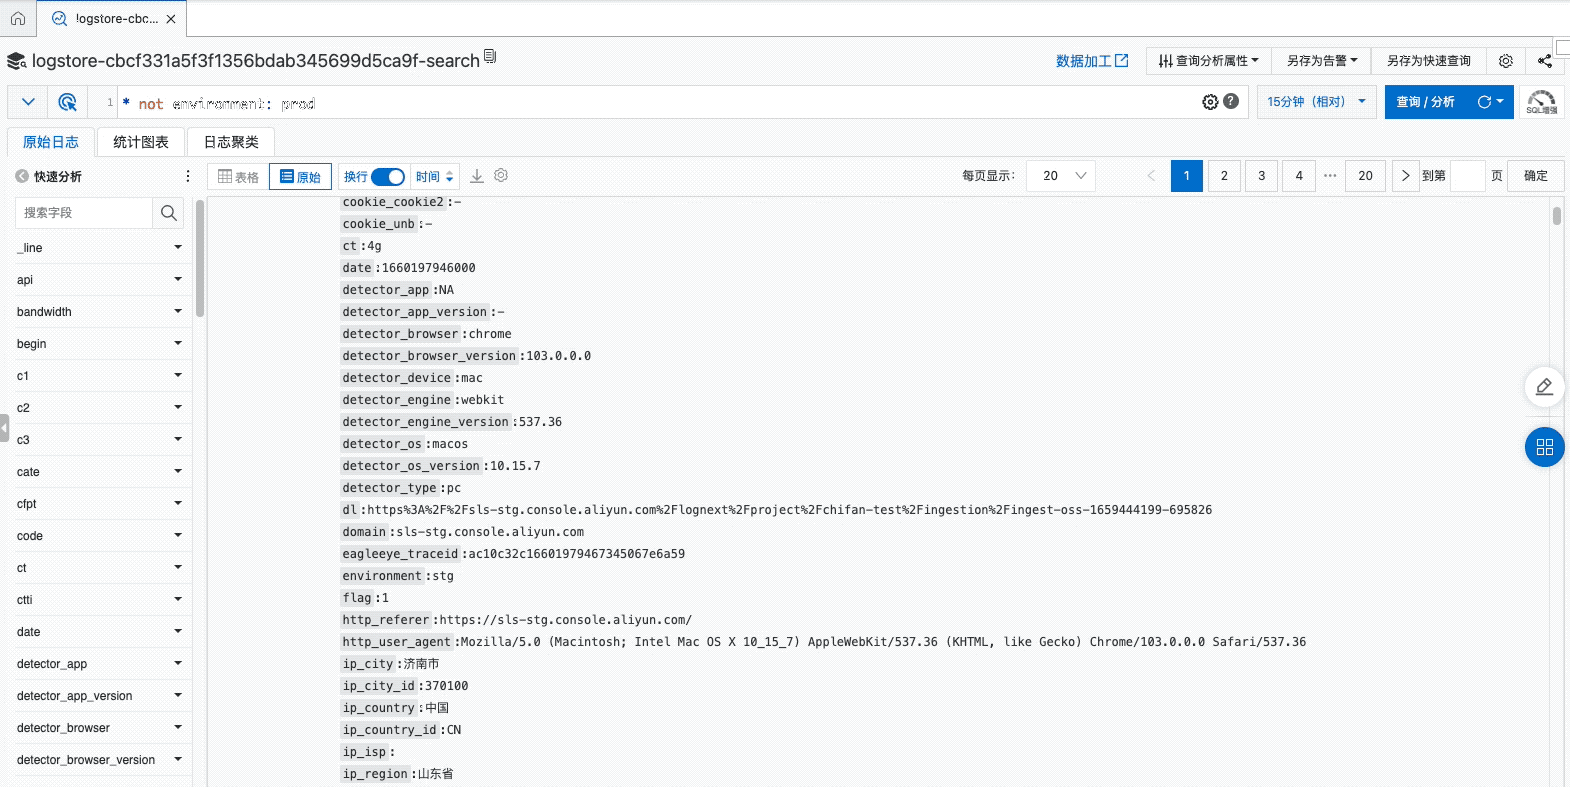 logstore-cbc...
logstore-cbcf331a5f3f1356bdab345699d5ca9f-search
数据加工
查询分析属性
另存为告警
另存为快速查询
1 * not environment: prod
15分钟（相对）
查询 / 分析
SQL增强
原始日志
统计图表
日志聚类
快速分析
表格
原始
换行
时间
每页显示：
20
1
2
3
4
···
20
到第
页
确定
搜索字段
_line
api
bandwidth
begin
c1
c2
c3
cate
cfpt
code
ct
ctti
date
detector_app
detector_app_version
detector_browser
detector_browser_version
cookie_cookie2 :–
cookie_unb :–
ct :4g
date :1660197946000
detector_app :NA
detector_app_version :–
detector_browser :chrome
detector_browser_version :103.0.0.0
detector_device :mac
detector_engine :webkit
detector_engine_version :537.36
detector_os :macos
detector_os_version :10.15.7
detector_type :pc
dl :https%3A%2F%2Fsls-stg.console.aliyun.com%2Flognext%2Fproject%2Fchifan-test%2Fingestion%2Fingest-oss-1659444199-695826
domain :sls-stg.console.aliyun.com
eagleeye_traceid :ac10c32c16601979467345067e6a59
environment :stg
flag :1
http_referer :https://sls-stg.console.aliyun.com/
http_user_agent :Mozilla/5.0 (Macintosh; Intel Mac OS X 10_15_7) AppleWebKit/537.36 (KHTML, like Gecko) Chrome/103.0.0.0 Safari/537.36
ip_city :济南市
ip_city_id :370100
ip_country :中国
ip_country_id :CN
ip_isp :
ip_region :山东省